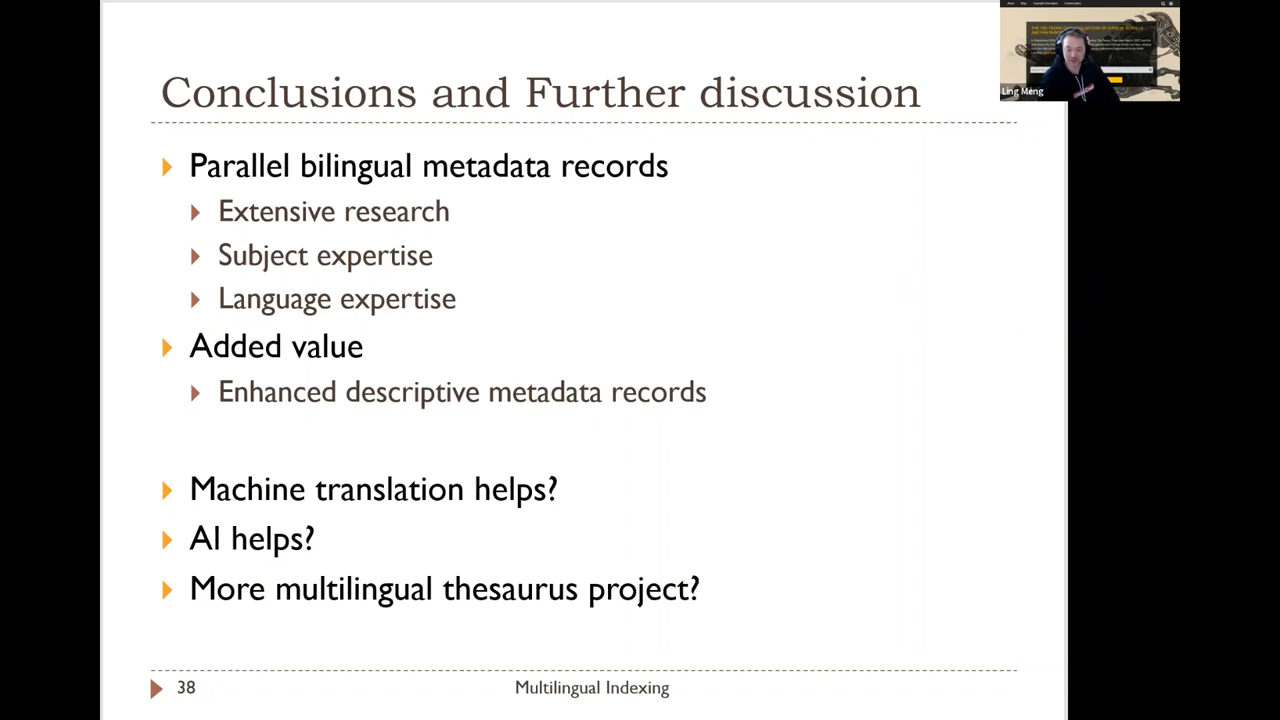 Conclusions and Further discussion
Parallel bilingual metadata records
Extensive research
Subject expertise
Language expertise
Added value
Enhanced descriptive metadata records
Machine translation helps?
AI helps?
More multilingual thesaurus project?
38
Multilingual Indexing
Ling Meng